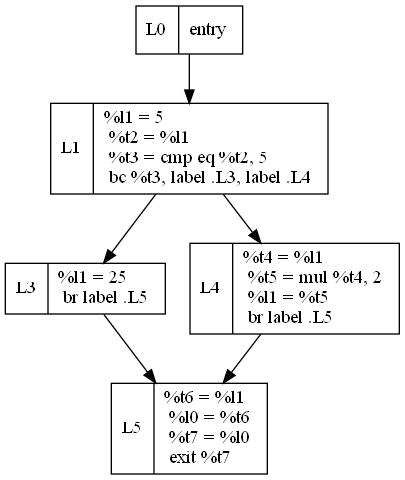 L0 entry
L1
%l1 = 5
%t2 = %l1
%t3 = cmp eq %t2, 5
bc %t3, label .L3, label .L4
L3
%l1 = 25
br label .L5
L4
%t4 = %l1
%t5 = mul %t4, 2
%l1 = %t5
br label .L5
L5
%t6 = %l1
%l0 = %t6
%t7 = %l0
exit %t7